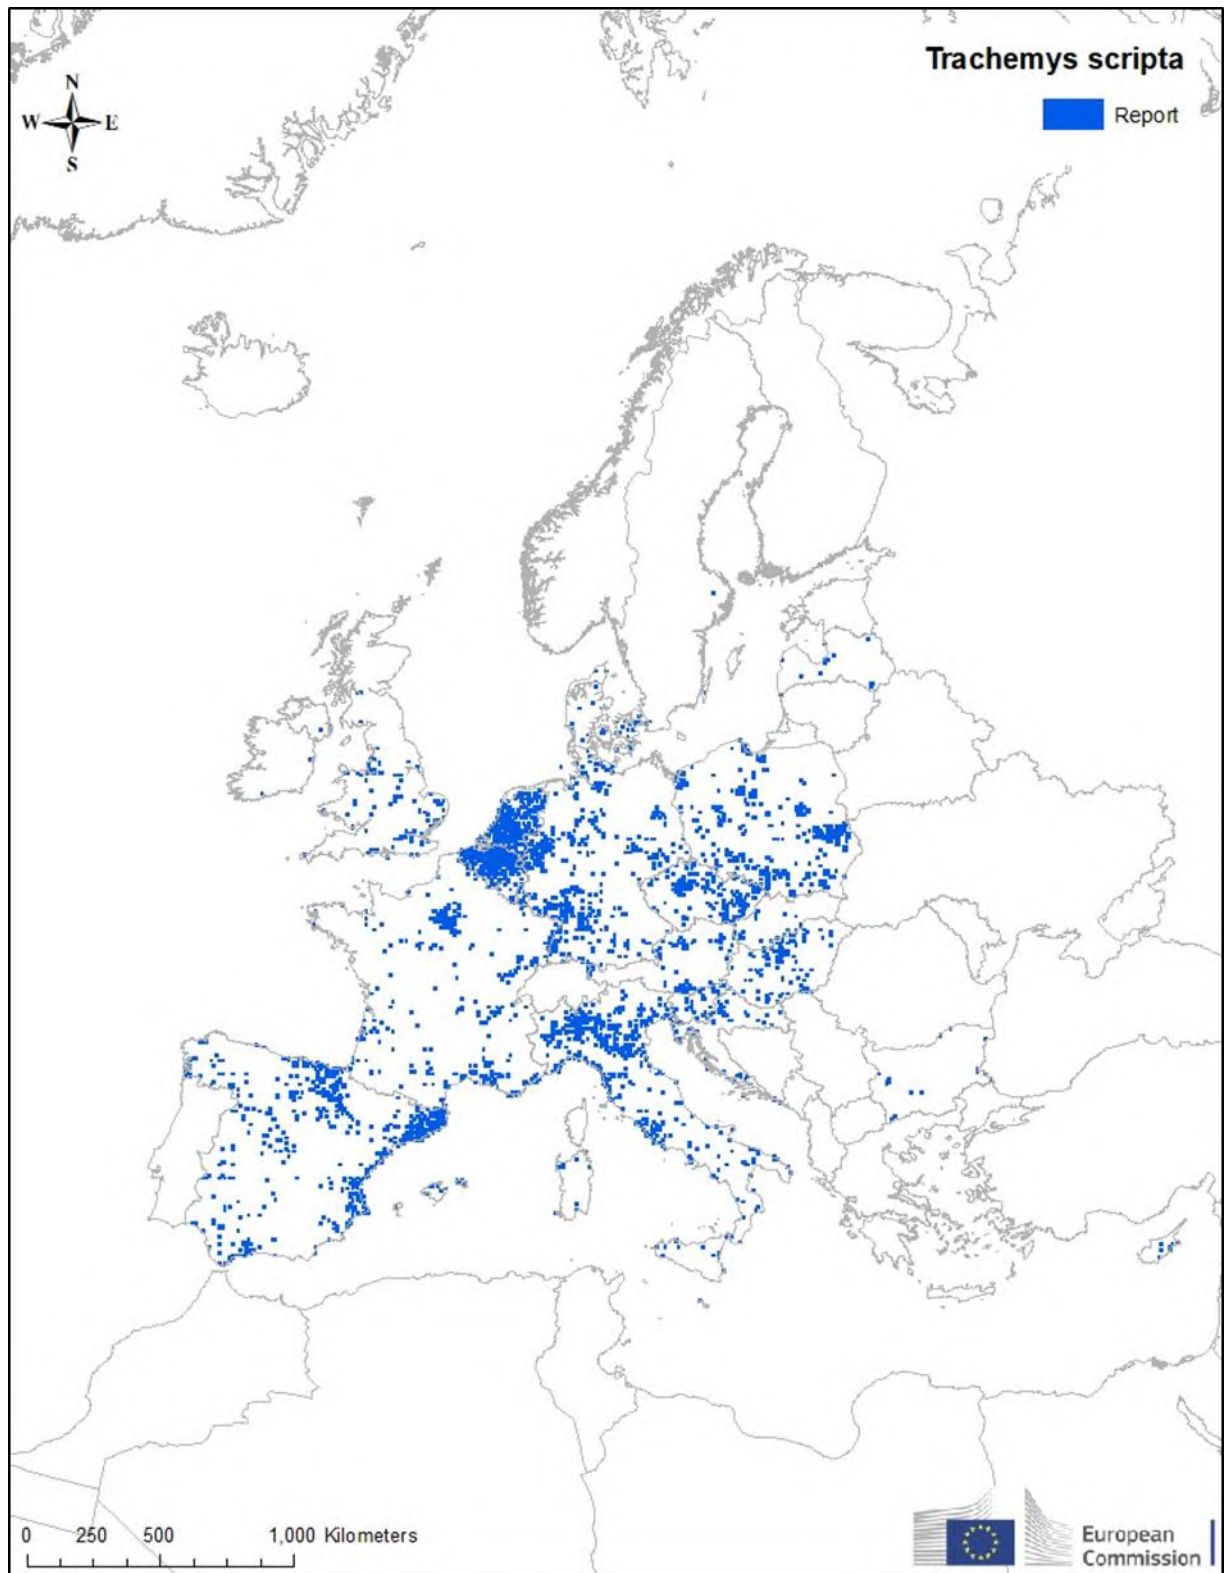 Trachemys scripta
Report
N
W E
S
0 250 500 1,000 Kilometers
European
Commission